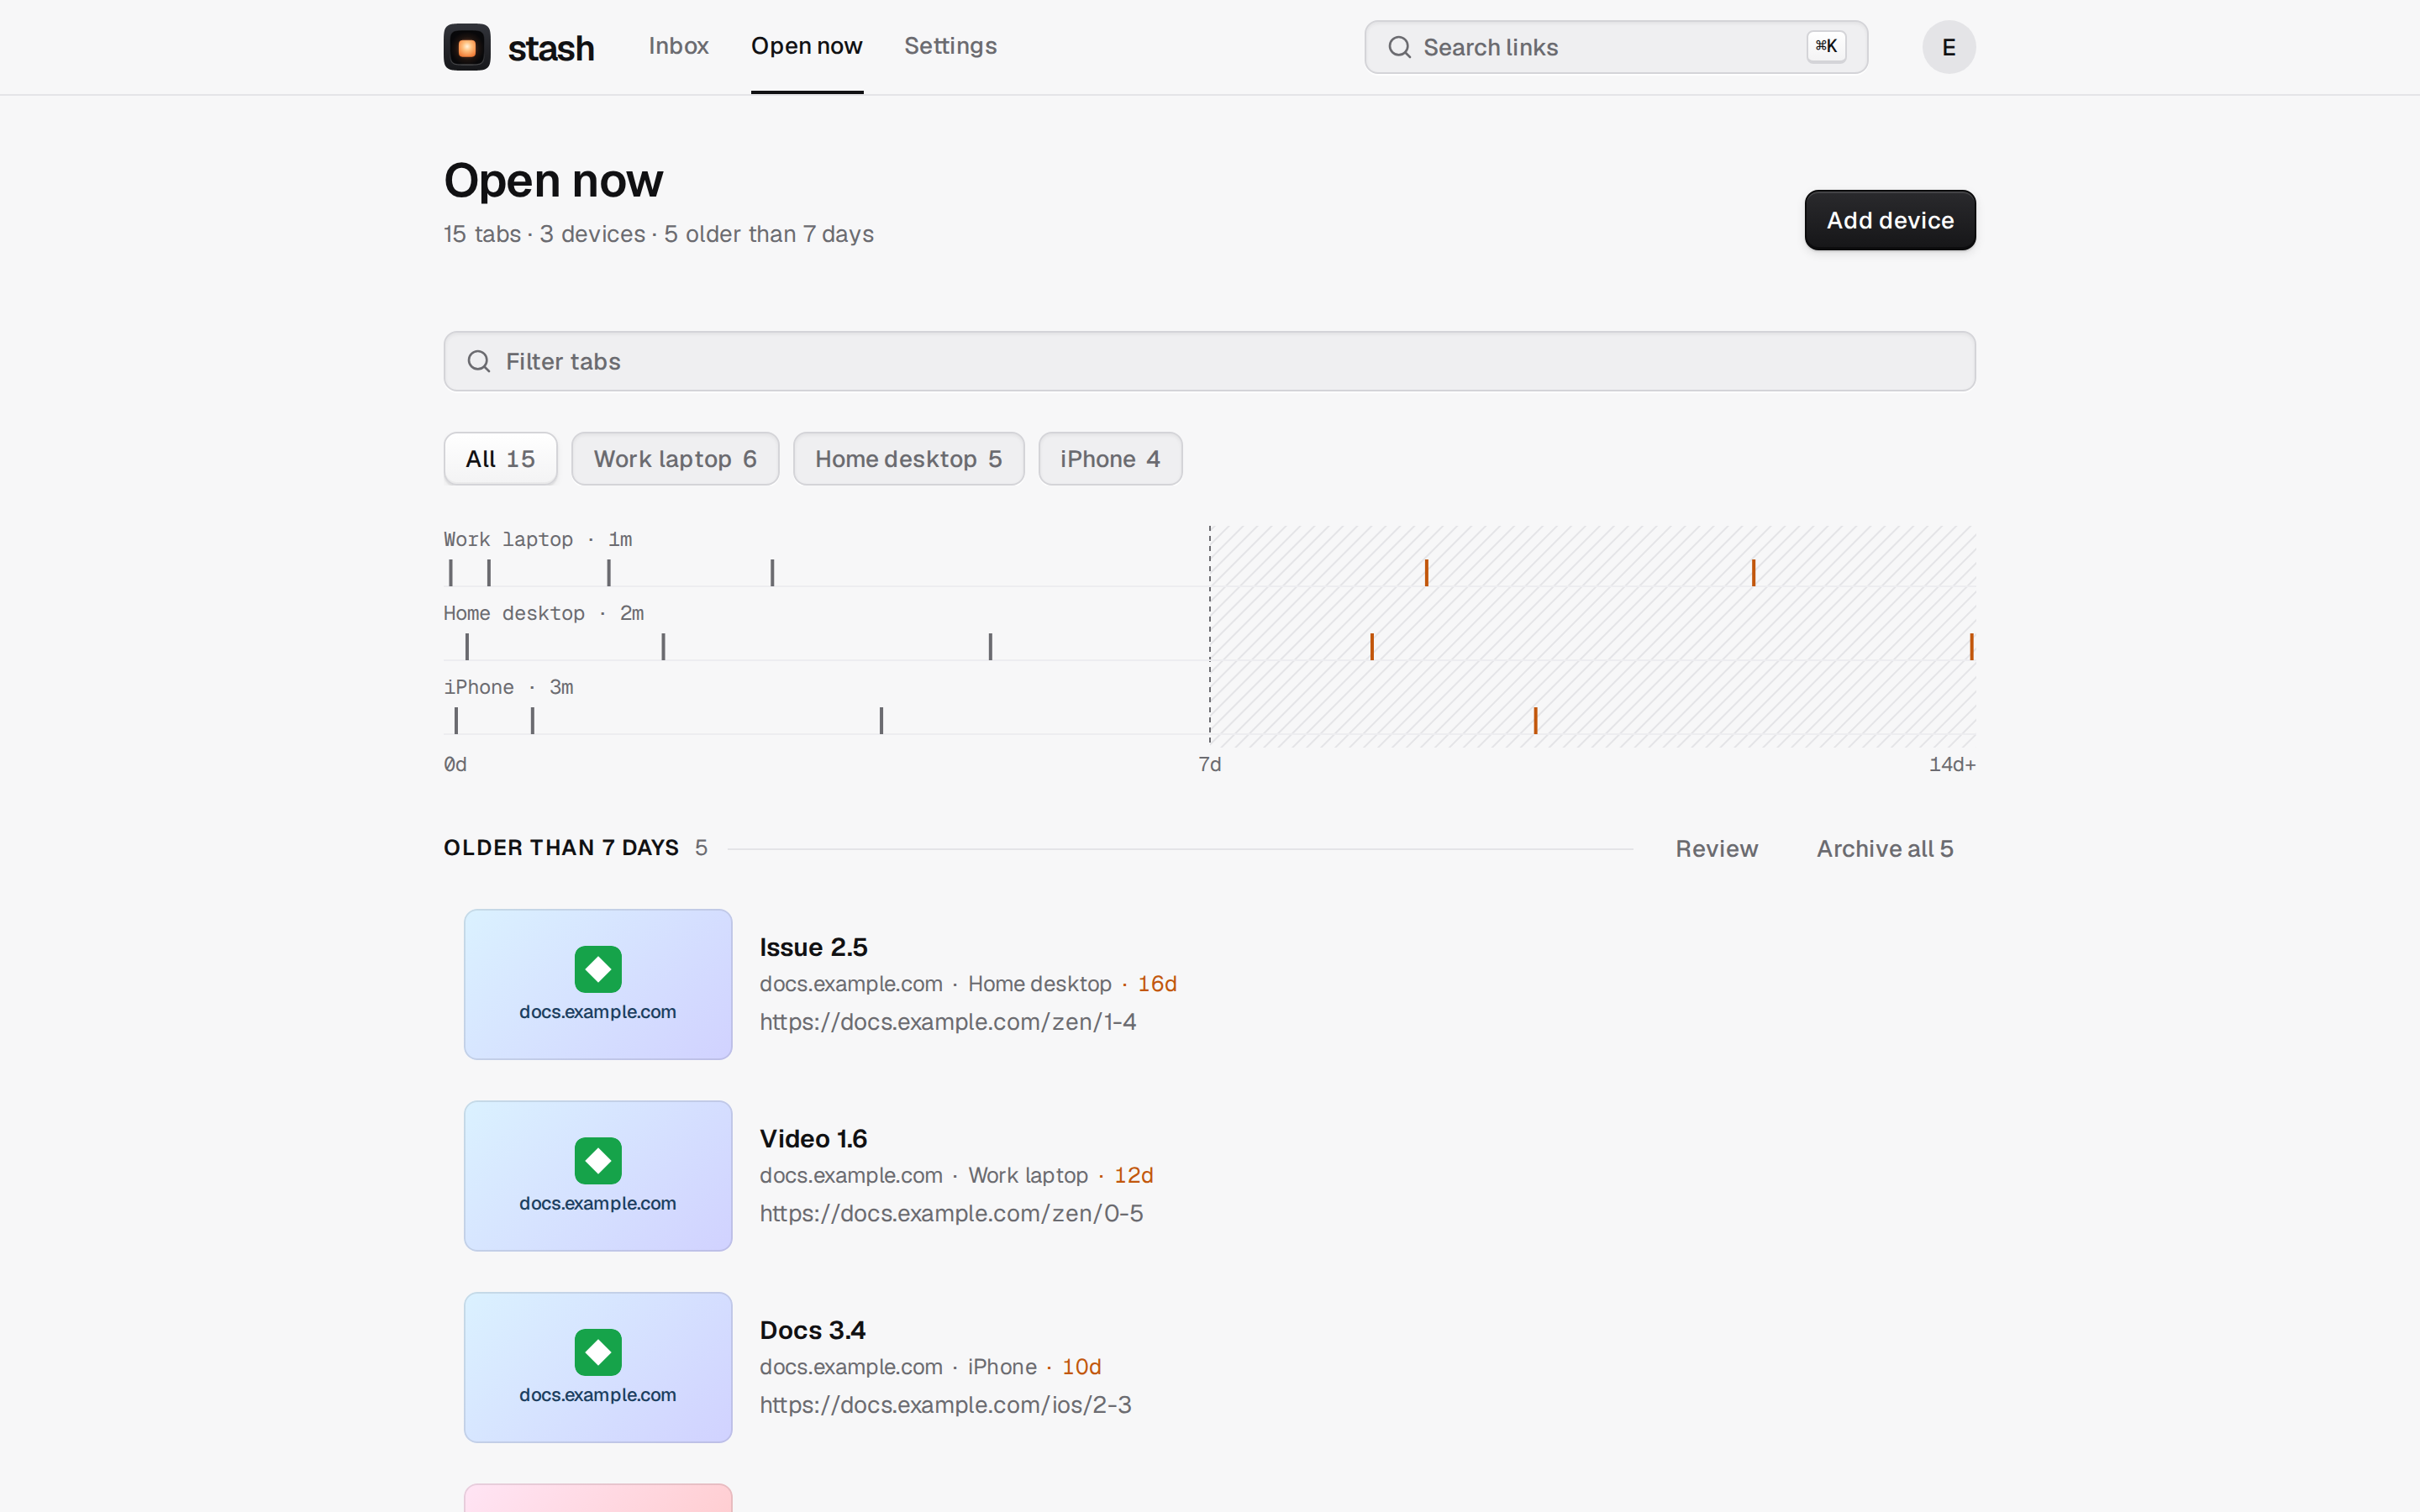 stash
Inbox
Open now
Settings
Search links
⌘K
E
Open now
15 tabs · 3 devices · 5 older than 7 days
Add device
Filter tabs
All 15
Work laptop 6
Home desktop 5
iPhone 4
Work laptop · 1m
Home desktop · 2m
iPhone · 3m
0d
7d
14d+
OLDER THAN 7 DAYS 5
Review
Archive all 5
docs.example.com
Issue 2.5
docs.example.com · Home desktop · 16d
https://docs.example.com/zen/1-4
docs.example.com
Video 1.6
docs.example.com · Work laptop · 12d
https://docs.example.com/zen/0-5
docs.example.com
Docs 3.4
docs.example.com · iPhone · 10d
https://docs.example.com/ios/2-3